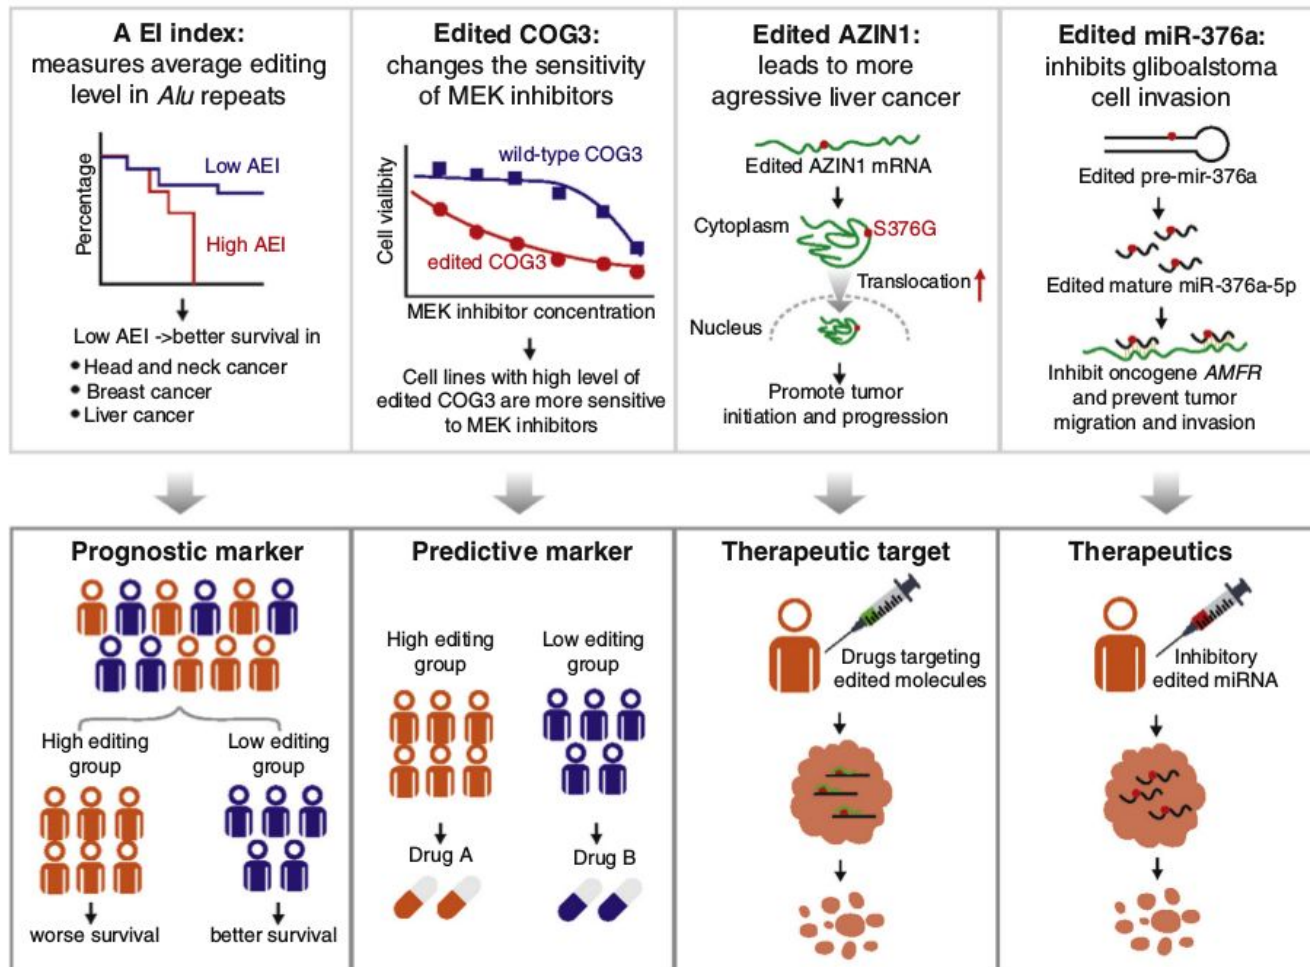 A EI index:
measures average editing
level in Alu repeats
Percentage
Low AEI
High AEI
Low AEI ->better survival in
• Head and neck cancer
• Breast cancer
• Liver cancer
Edited COG3:
changes the sensitivity
of MEK inhibitors
Cell vialibity
wild-type COG3
edited COG3
MEK inhibitor concentration
Cell lines with high level of
edited COG3 are more sensitive
to MEK inhibitors
Edited AZIN1:
leads to more
agressive liver cancer
Edited AZIN1 mRNA
Cytoplasm
S376G
Translocation
Nucleus
Promote tumor
initiation and progression
Edited miR-376a:
inhibits gliboalstoma
cell invasion
Edited pre-mir-376a
Edited mature miR-376a-5p
Inhibit oncogene AMFR
and prevent tumor
migration and invasion
Prognostic marker
High editing
group
Low editing
group
worse survival
better survival
Predictive marker
High editing
group
Low editing
group
Drug A
Drug B
Therapeutic target
Drugs targeting
edited molecules
Therapeutics
Inhibitory
edited miRNA